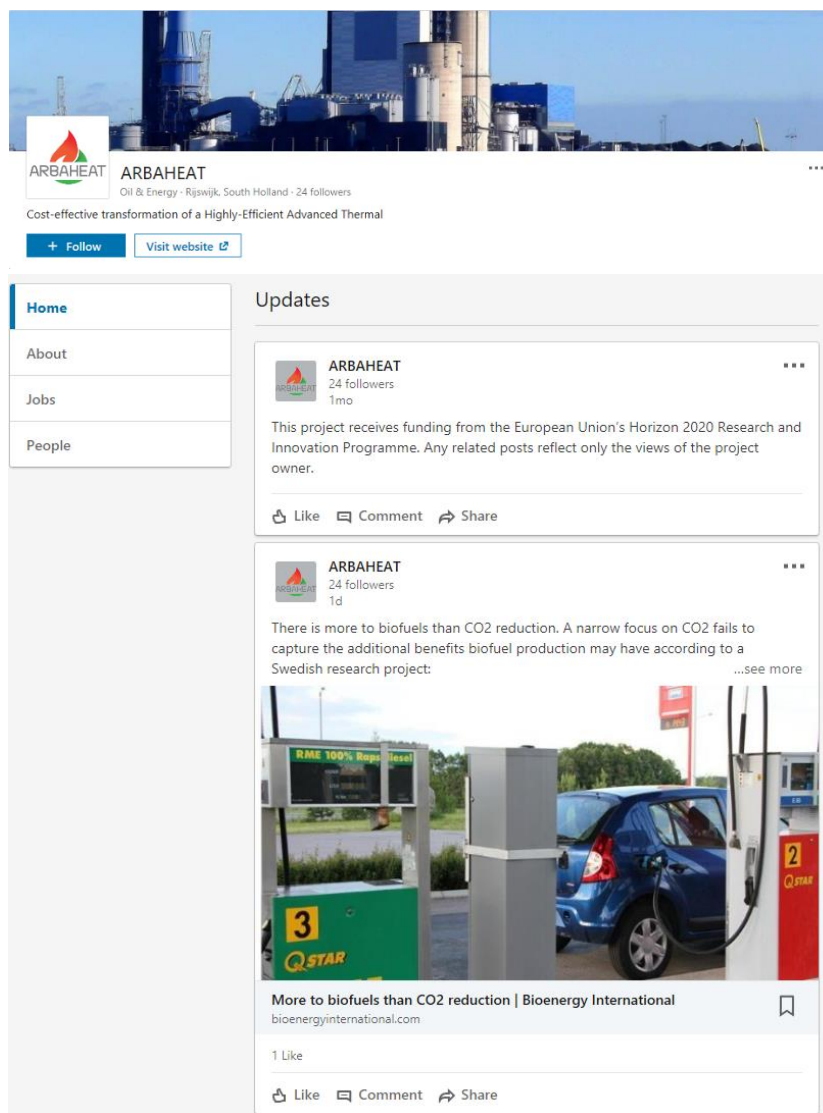 ARBAHEAT
ARBAHEAT
Oil & Energy · Rijswijk, South Holland · 24 followers
Cost-effective transformation of a Highly-Efficient Advanced Thermal
+ Follow
Visit website
Home
About
Jobs
People
Updates
ARBAHEAT
ARBAHEAT
24 followers
1mo
This project receives funding from the European Union's Horizon 2020 Research and
Innovation Programme. Any related posts reflect only the views of the project
owner.
Like Comment Share
ARBAHEAT
ARBAHEAT
24 followers
1d
There is more to biofuels than CO2 reduction. A narrow focus on CO2 fails to
capture the additional benefits biofuel production may have according to a
Swedish research project: ...see more
RME 100% Rapsdiesel
3
QSTAR
2
QSTAR
More to biofuels than CO2 reduction | Bioenergy International
bioenergyinternational.com
1 Like
Like Comment Share